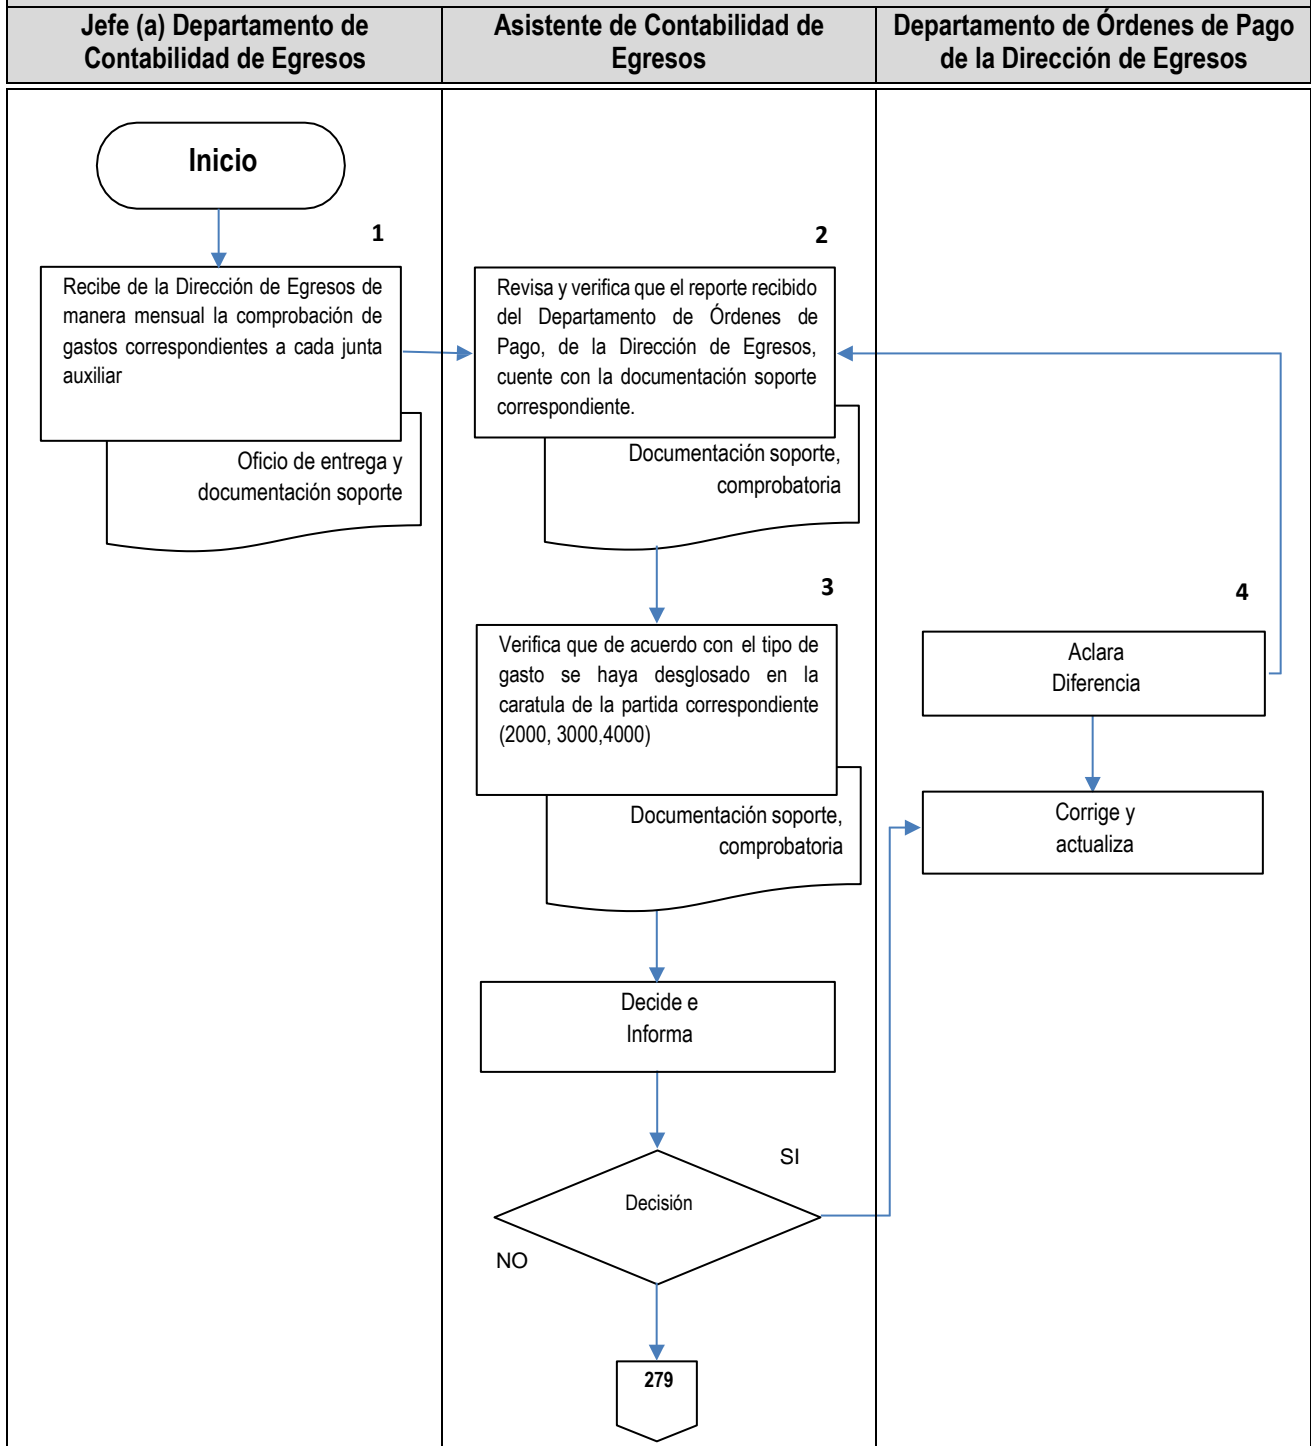 Jefe (a) Departamento de
Contabilidad de Egresos
Asistente de Contabilidad de
Egresos
Departamento de Órdenes de Pago
de la Dirección de Egresos
Inicio
1
Recibe de la Dirección de Egresos de
manera mensual la comprobación de
gastos correspondientes a cada junta
auxiliar
Oficio de entrega y
documentación soporte
2
Revisa y verifica que el reporte recibido
del Departamento de Órdenes de
Pago, de la Dirección de Egresos,
cuente con la documentación soporte
correspondiente.
Documentación soporte,
comprobatoria
3
Verifica que de acuerdo con el tipo de
gasto se haya desglosado en la
caratula de la partida correspondiente
(2000, 3000,4000)
Documentación soporte,
comprobatoria
4
Aclara
Diferencia
Corrige y
actualiza
Decide e
Informa
SI
Decisión
NO
279